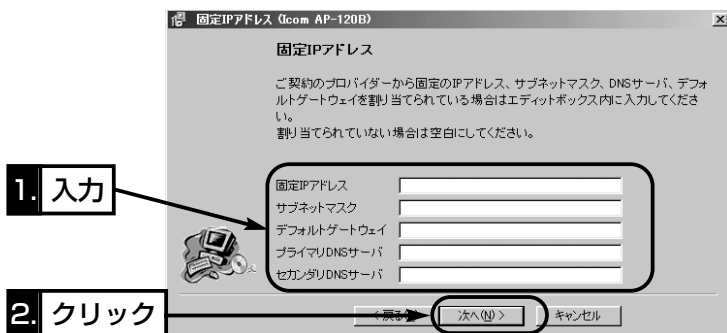 固定IPアドレス (Icom AP-120B)
固定IPアドレス
ご契約のプロバイダーから固定のIPアドレス、サブネットマスク、DNSサーバ、デフォ
ルトゲートウェイを割り当てられている場合はエディットボックス内に入力してくださ
い。
割り当てられていない場合は空白にしてください。
1. 入力
固定IPアドレス
サブネットマスク
デフォルトゲートウェイ
プライマリDNSサーバ
セカンダリDNSサーバ
2. クリック
< 戻る(B) 次へ(N) > キャンセル